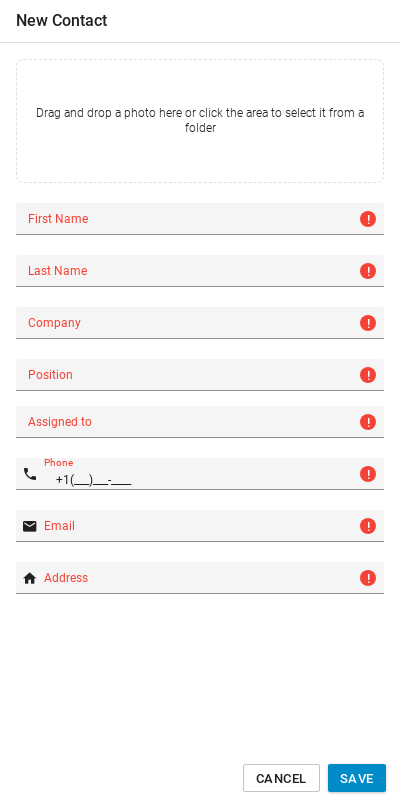 New Contact
Drag and drop a photo here or click the area to select it from a
folder
First Name
Last Name
Company
Position
Assigned to
Phone
+1(___)___-____
Email
Address
CANCEL SAVE